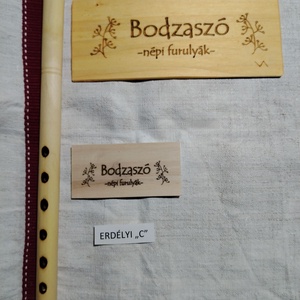 Bodzaszó
-népi furulyák-
Bodzaszó
-népi furulyák-
ERDÉLYI „C”